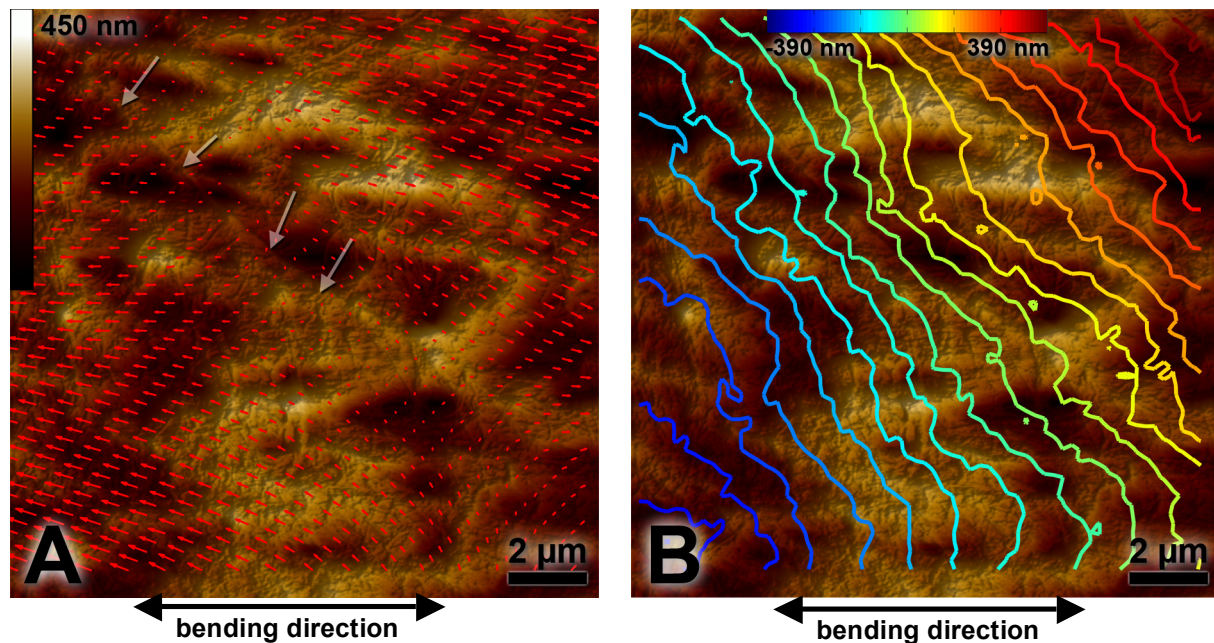 450 nm
A
2 µm
bending direction
-390 nm
390 nm
B
2 µm
bending direction